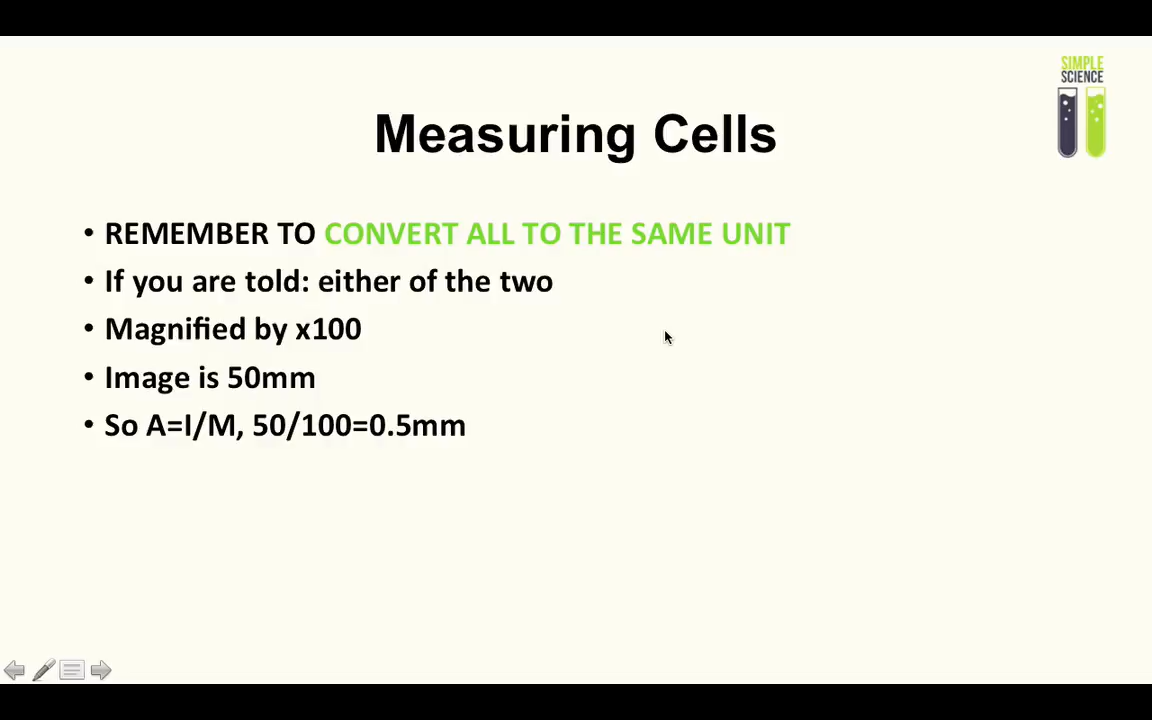 SIMPLE
SCIENCE
Measuring Cells
• REMEMBER TO CONVERT ALL TO THE SAME UNIT
• If you are told: either of the two
• Magnified by x100
• Image is 50mm
• So A=I/M, 50/100=0.5mm